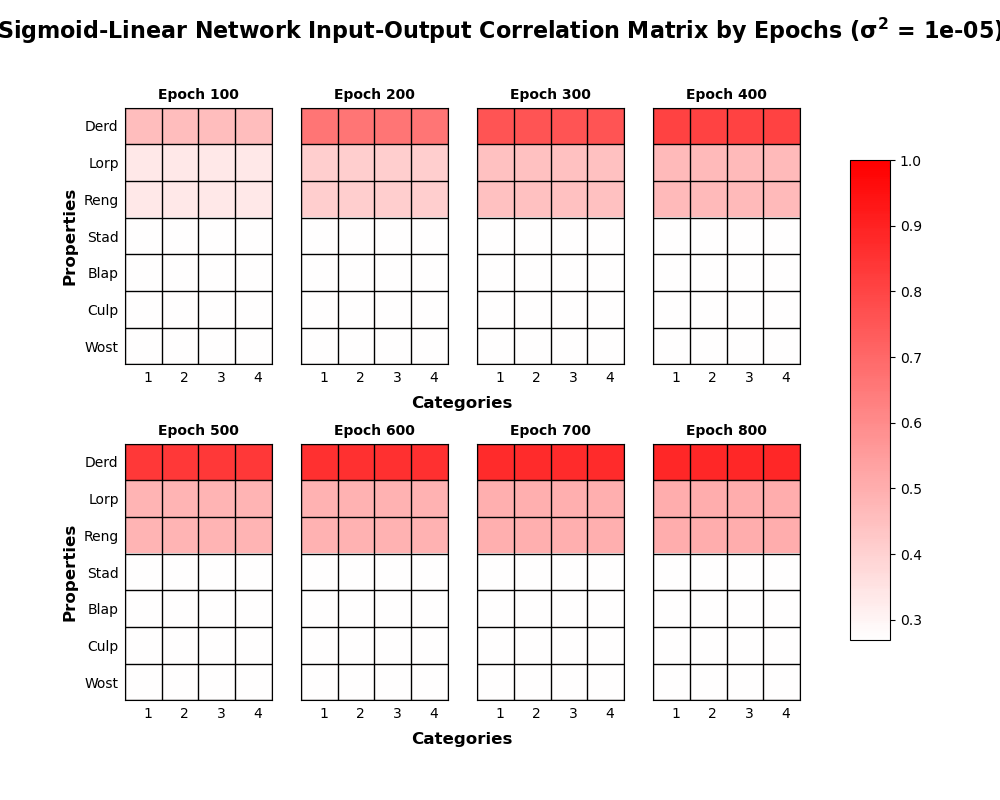 Sigmoid-Linear Network Input-Output Correlation Matrix by Epochs (σ² = 1e-05)
Epoch 100 Epoch 200 Epoch 300 Epoch 400
Properties
Derd
Lorp
Reng
Stad
Blap
Culp
Wost
1 2 3 4 1 2 3 4 1 2 3 4 1 2 3 4
Categories
Epoch 500 Epoch 600 Epoch 700 Epoch 800
Properties
Derd
Lorp
Reng
Stad
Blap
Culp
Wost
1 2 3 4 1 2 3 4 1 2 3 4 1 2 3 4
Categories
1.0
0.9
0.8
0.7
0.6
0.5
0.4
0.3